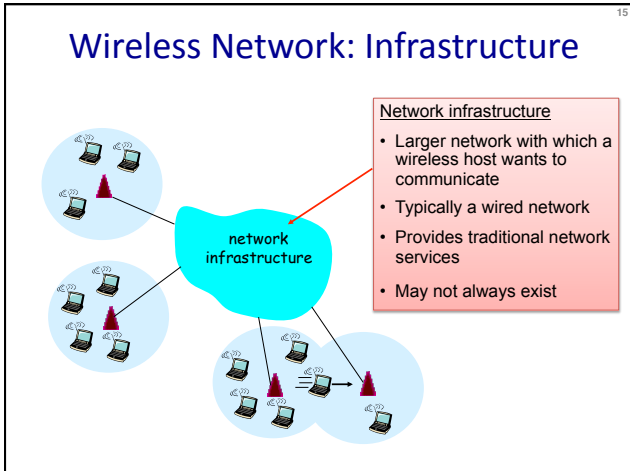 15
Wireless Network: Infrastructure
Network infrastructure
• Larger network with which a
wireless host wants to
communicate
• Typically a wired network
• Provides traditional network
services
• May not always exist
network
infrastructure